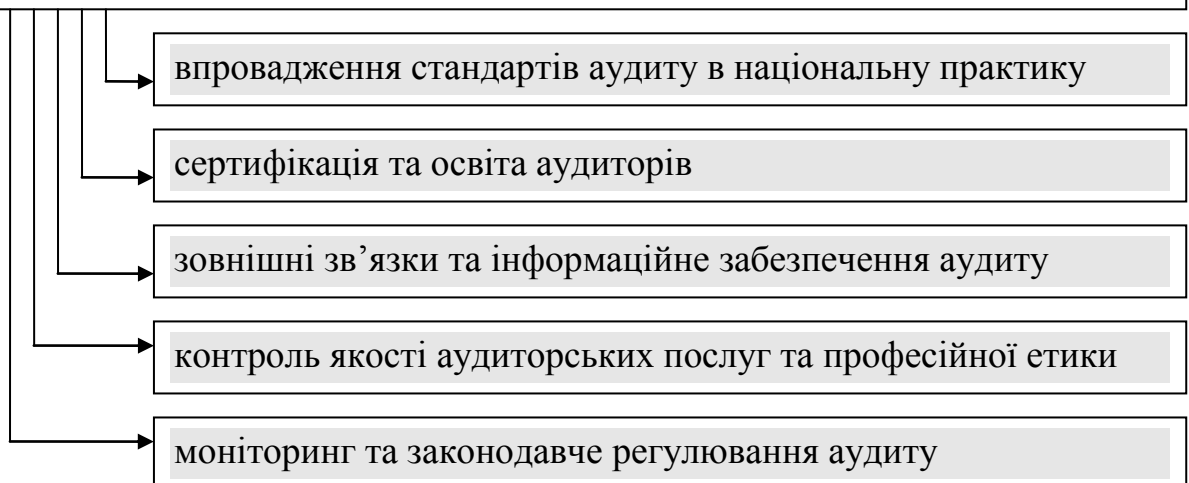 впровадження стандартів аудиту в національну практику
сертифікація та освіта аудиторів
зовнішні зв’язки та інформаційне забезпечення аудиту
контроль якості аудиторських послуг та професійної етики
моніторинг та законодавче регулювання аудиту